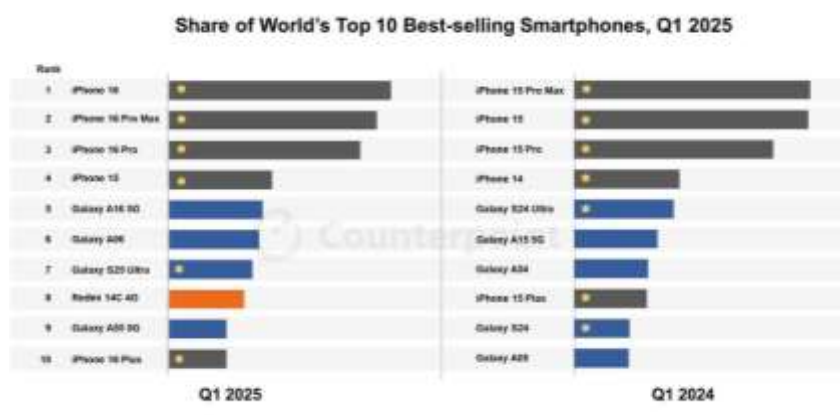 Share of World's Top 10 Best-selling Smartphones, Q1 2025
Rank
1 iPhone 16
2 iPhone 16 Pro Max
3 iPhone 16 Pro
4 iPhone 15
5 Galaxy A16 5G
6 Galaxy A06
7 Galaxy S25 Ultra
8 Redmi 14C 4G
9 Galaxy 5G
10 iPhone 16 Plus
Q1 2025
iPhone 15 Pro Max
iPhone 15
iPhone 15 Pro
iPhone 14
Galaxy S24 Ultra
Galaxy A15 5G
Galaxy
iPhone 15 Plus
Galaxy S24
Galaxy
Q1 2024
Counterpoint